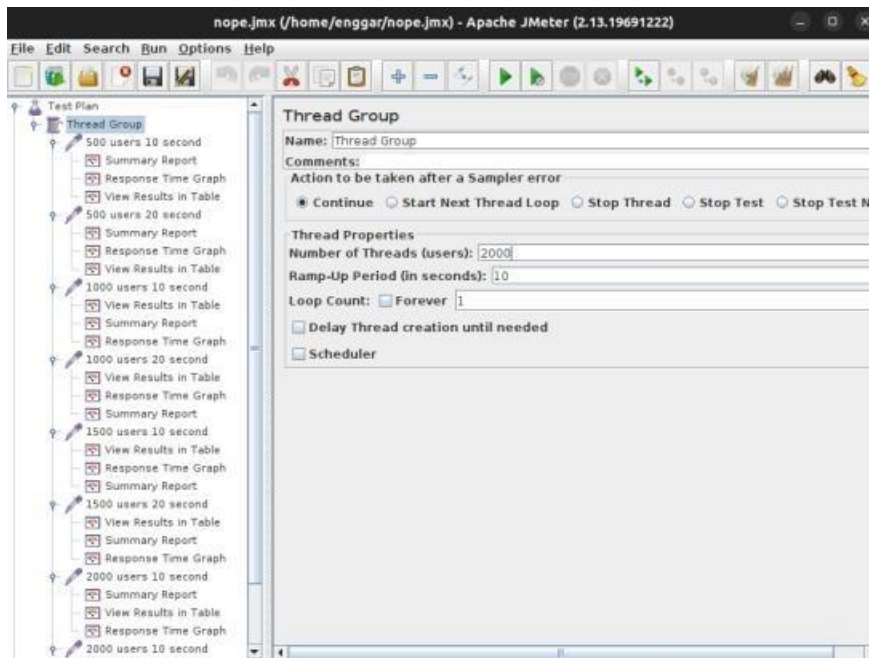 nope.jmx (/home/enggar/nope.jmx) - Apache JMeter (2.13.19691222)
File Edit Search Run Options Help
Test Plan
Thread Group
500 users 10 second
Summary Report
Response Time Graph
View Results in Table
500 users 20 second
Summary Report
Response Time Graph
View Results in Table
1000 users 10 second
View Results in Table
Summary Report
Response Time Graph
1000 users 20 second
View Results in Table
Response Time Graph
Summary Report
1500 users 10 second
View Results in Table
Response Time Graph
Summary Report
1500 users 20 second
View Results in Table
Summary Report
Response Time Graph
2000 users 10 second
Summary Report
View Results in Table
Response Time Graph
2000 users 10 second
Thread Group
Name: Thread Group
Comments:
Action to be taken after a Sampler error
Continue Start Next Thread Loop Stop Thread Stop Test Stop Test N
Thread Properties
Number of Threads (users): 2000
Ramp-Up Period (in seconds): 10
Loop Count: Forever 1
Delay Thread creation until needed
Scheduler